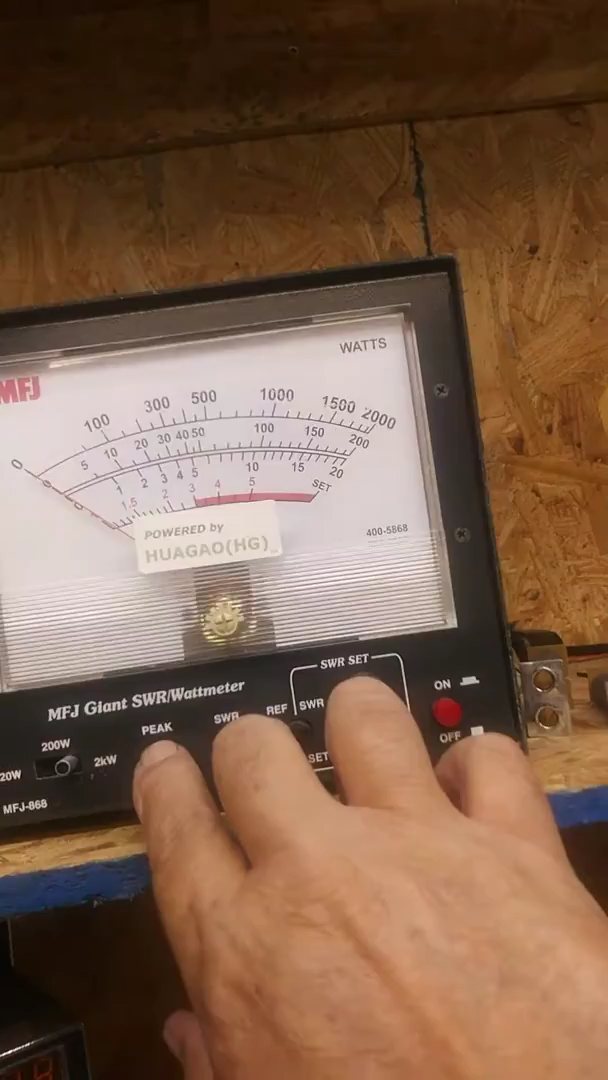 WATTS
MFJ
0 100 300 500 1000 1500 2000
0 5 10 20 30 40 50 100 150 200
0 1 2 3 4 5 10 15 20
1.5 2 3 4 5 SET
POWERED by
HUAGAO(HG)
400-5868
MFJ Giant SWR/Wattmeter
SWR SET
200W
20W
2kW
PEAK
SWR
REF
SWR
SET
ON
OFF
MFJ-868